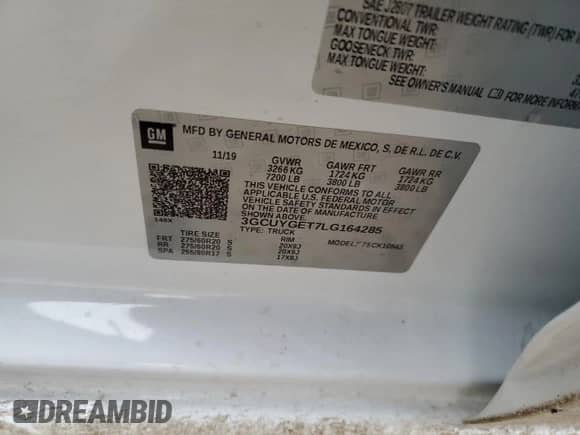 SAE J2807 TRAILER WEIGHT RATING (TWR) FOR
CONVENTIONAL TWR:
MAX TONGUE WEIGHT:
GOOSENECK TWR:
MAX TONGUE WEIGHT:
SEE OWNER'S MANUAL FOR MORE INFORM
GM
MFD BY GENERAL MOTORS DE MEXICO, S, DE R.L. DE C.V.
11/19 GVWR GAWR FRT GAWR RR
3266 KG 1724 KG 1724 KG
7200 LB 3800 LB 3800 LB
THIS VEHICLE CONFORMS TO ALL
APPLICABLE U.S. FEDERAL MOTOR
VEHICLE SAFETY STANDARDS IN EFFECT
ON THE DATE OF MANUFACTURE
SHOWN ABOVE.
3GCUYGET7LG164285
TYPE: TRUCK
TIRE SIZE RIM MODEL:
FRT 275/60R20 S 20X9J
RR 275/60R20 S 20X9J
SPA 265/80R17 S 17X8J
DREAMBID